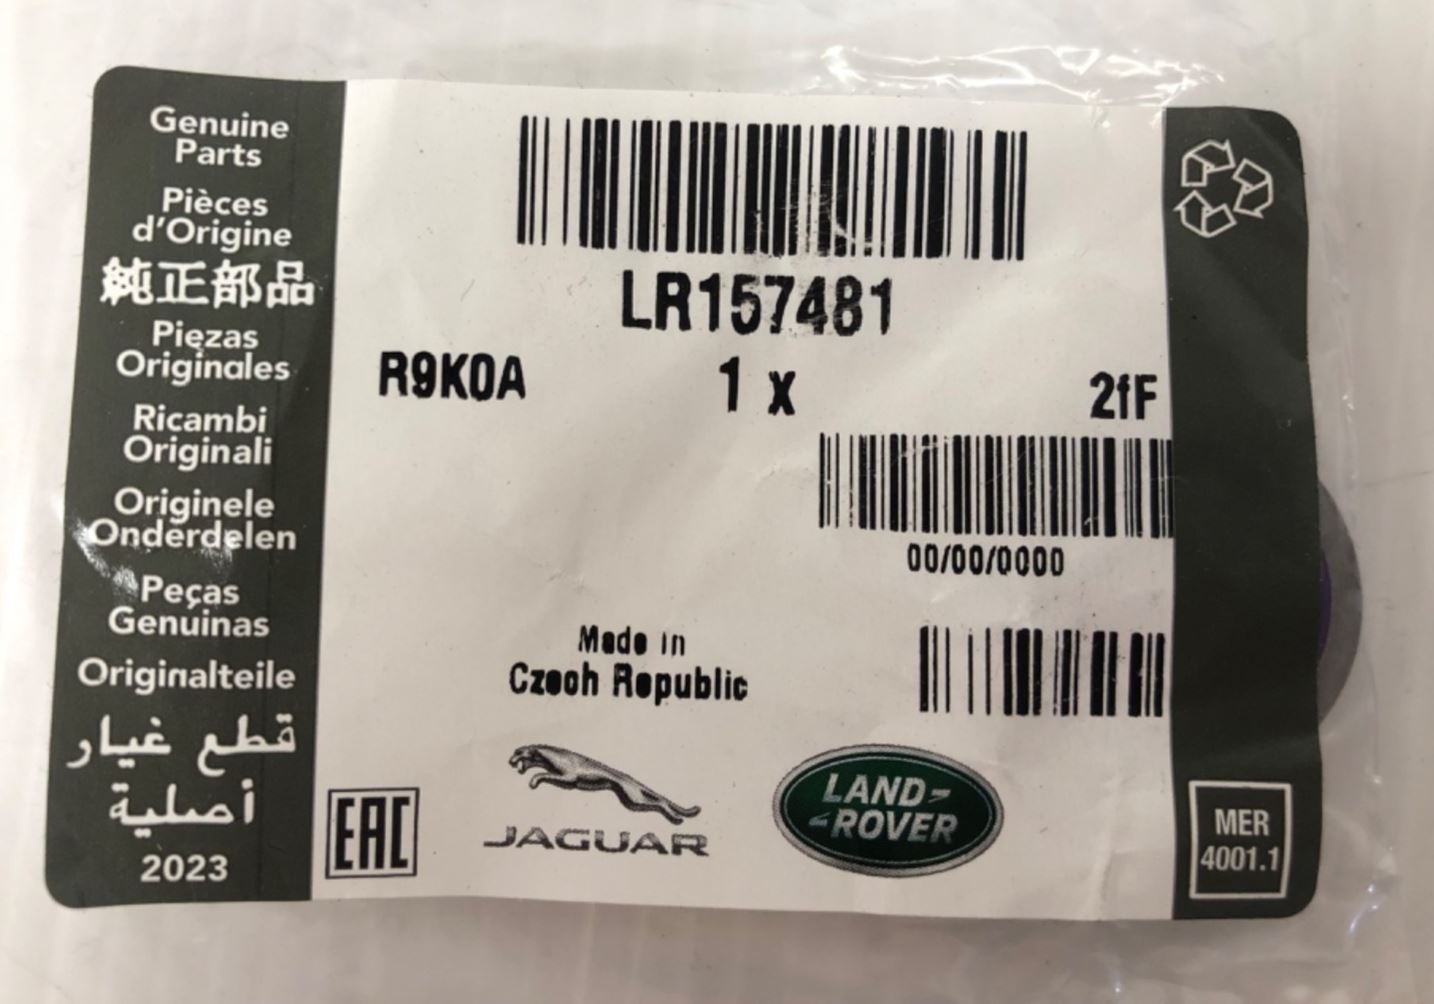 Genuine
Parts
Pièces
d'Origine
純正部品
Piezas
Originales
Ricambi
Originali
Originele
Onderdelen
Peças
Genuinas
Originalteile
قطع غيار
أصلية
2023
LR157481
R9K0A 1 x 2fF
00/00/0000
Made in
Czech Republic
EAC
JAGUAR
LAND-
-ROVER
MER
4001.1